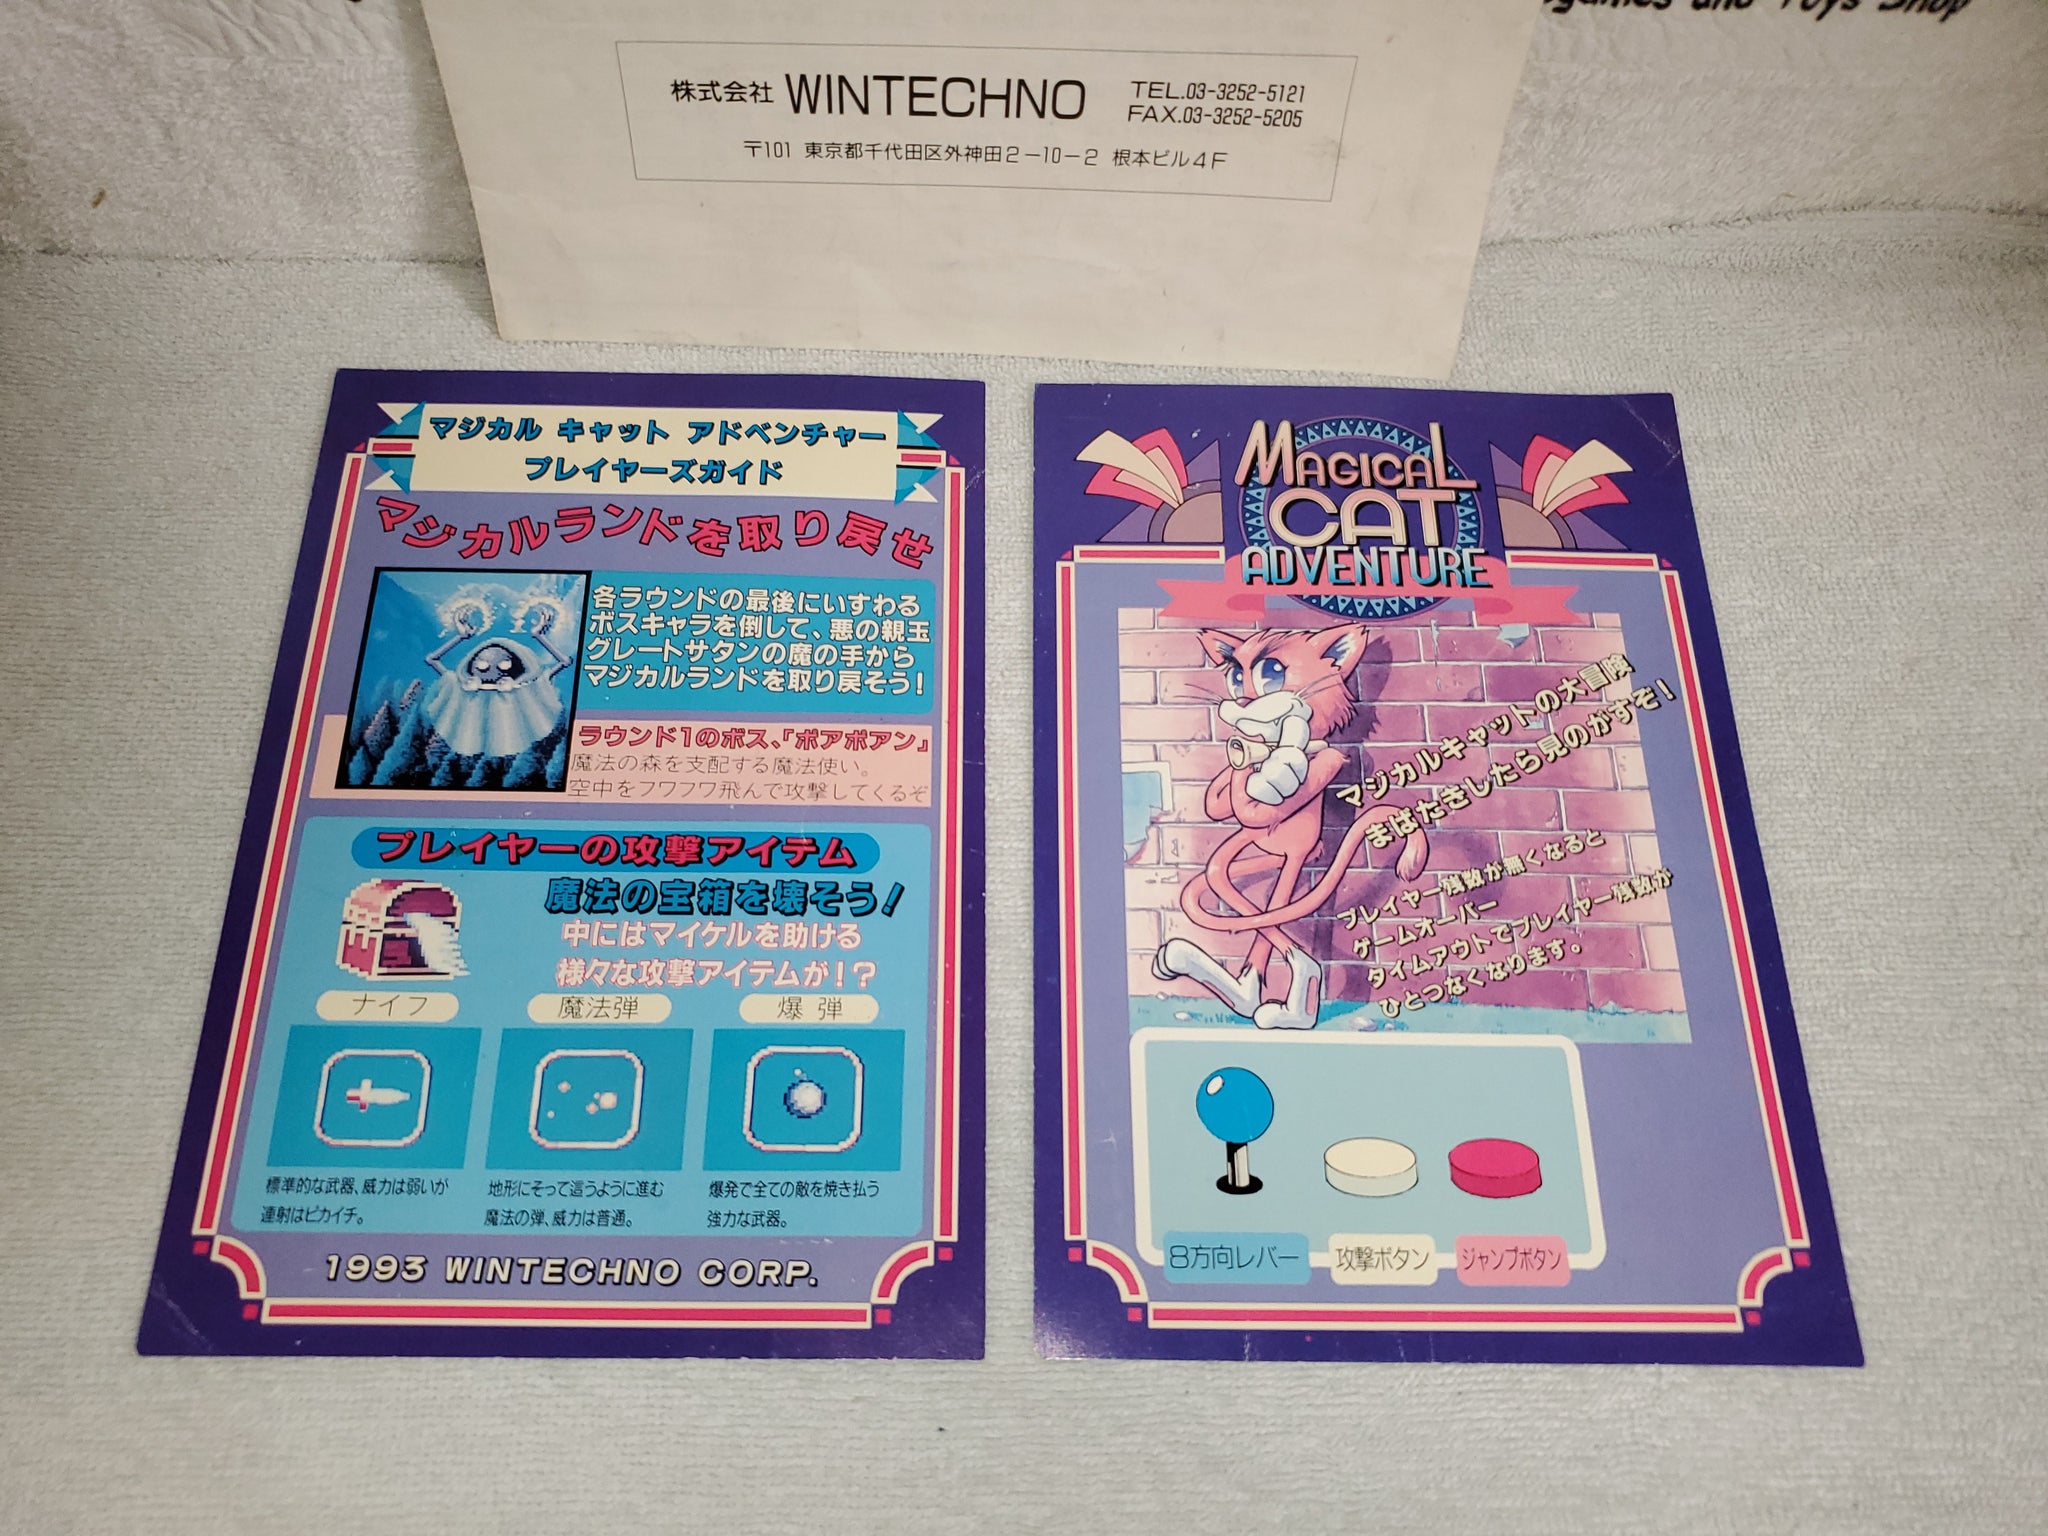 and Toys Shop
株式会社 WINTECHNO
TEL.03-3252-5121
FAX.03-3252-5205
〒101 東京都千代田区外神田2-10-2 根本ビル4F
マジカル キャット アドベンチャー
プレイヤーズガイド
マジカルランドを取り戻せ
各ラウンドの最後にいすわる
ボスキャラを倒して、悪の親玉
グレートサタンの魔の手から
マジカルランドを取り戻そう!
ラウンド1のボス、「ポアポアン」
魔法の森を支配する魔法使い。
空中をフワフワ飛んで攻撃してくるぞ
プレイヤーの攻撃アイテム
魔法の宝箱を壊そう!
中にはマイケルを助ける
様々な攻撃アイテムが!?
ナイフ
魔法弾
爆弾
標準的な武器、威力は弱いが
連射はピカイチ。
地形にそって這うように進む
魔法の弾、威力は普通。
爆発で全ての敵を焼き払う
強力な武器。
1993 WINTECHNO CORP.
MAGICAL
CAT
ADVENTURE
マジカルキャットの大冒険
まばたきしたら見のがすぞ!
プレイヤー残数が無くなると
ゲームオーバー
タイムアウトでプレイヤー残数が
ひとつなくなります。
8方向レバー
攻撃ボタン
ジャンプボタン